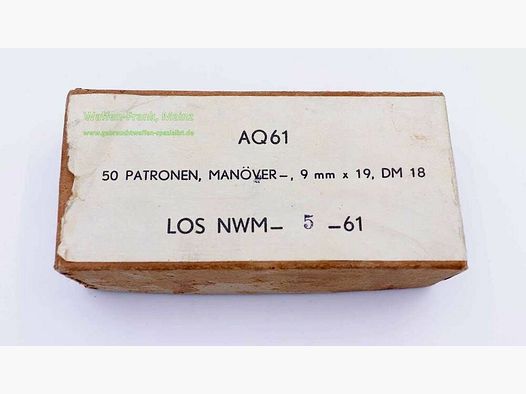 Waffen-Frank, Mainz
www.gebrauchtwaffen-spezialist.de
AQ61
50 PATRONEN, MANÖVER-, 9 mm x 19, DM 18
LOS NWM- 5 -61